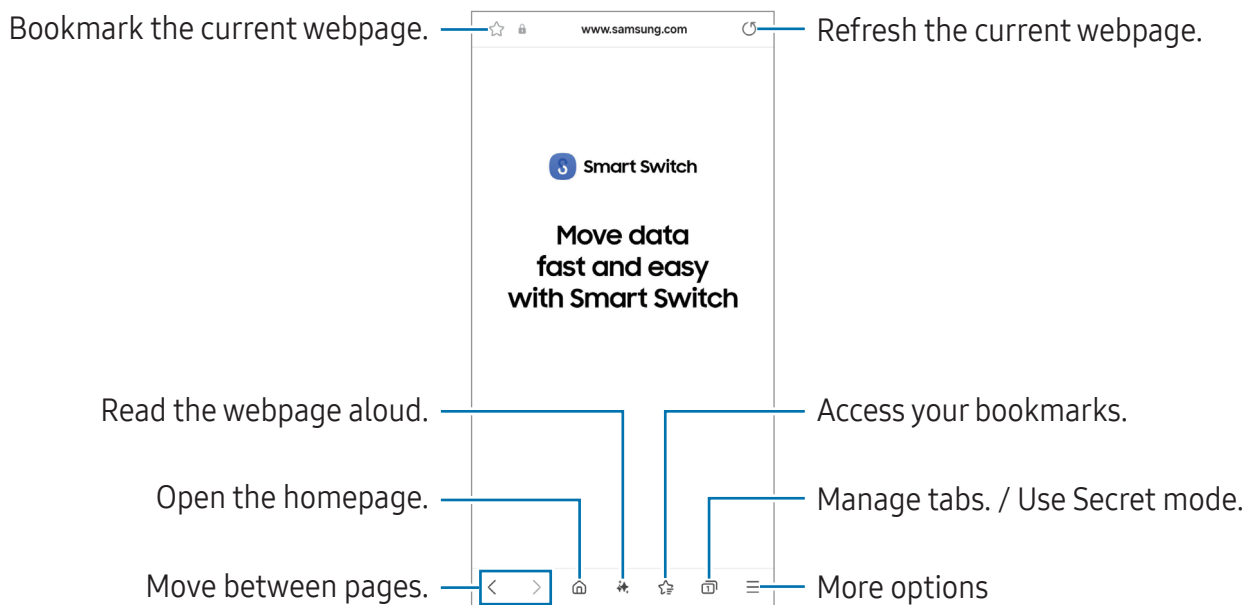 Bookmark the current webpage.
www.samsung.com
Refresh the current webpage.
Smart Switch
Move data
fast and easy
with Smart Switch
Read the webpage aloud.
Access your bookmarks.
Open the homepage.
Manage tabs. / Use Secret mode.
Move between pages.
1
More options